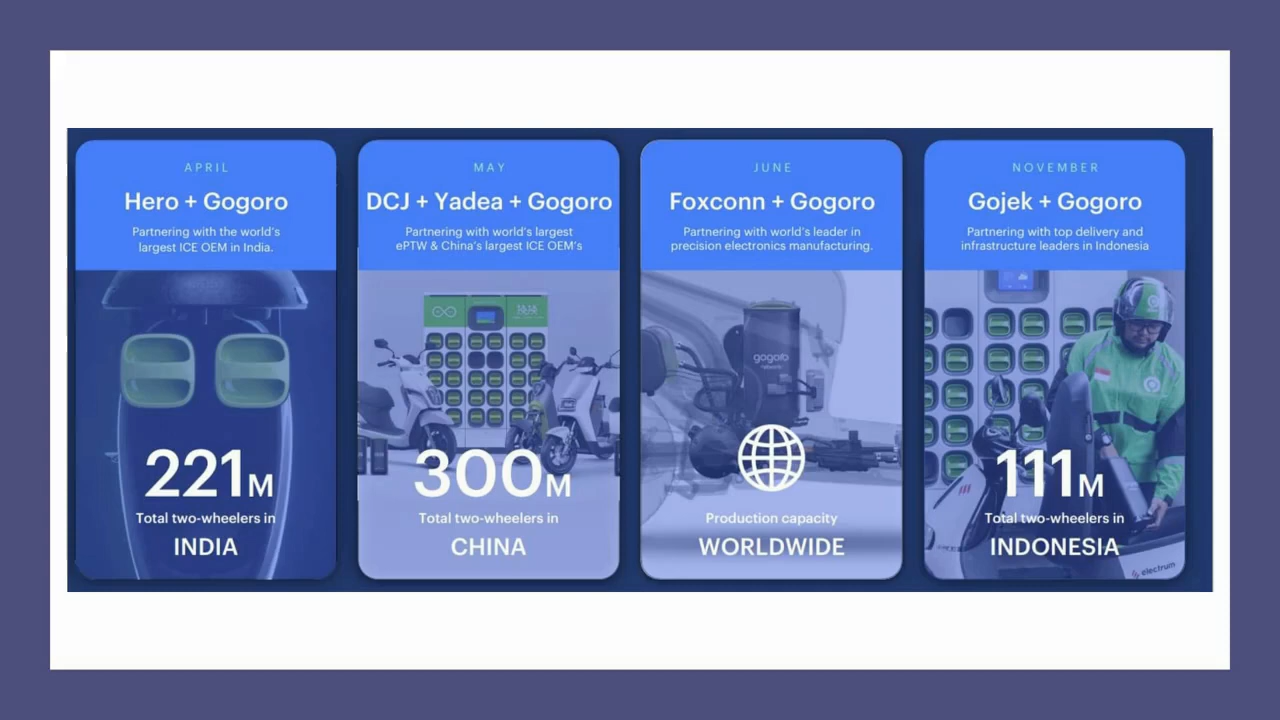 APRIL
Hero + Gogoro
Partnering with the world's
largest ICE OEM in India.
221M
Total two-wheelers in
INDIA
MAY
DCJ + Yadea + Gogoro
Partnering with world's largest
ePTW & China's largest ICE OEM's
300M
Total two-wheelers in
CHINA
JUNE
Foxconn + Gogoro
Partnering with world's leader in
precision electronics manufacturing.
gogoro
Production capacity
WORLDWIDE
NOVEMBER
Gojek + Gogoro
Partnering with top delivery and
infrastructure leaders in Indonesia
111M
Total two-wheelers in
INDONESIA
electrum